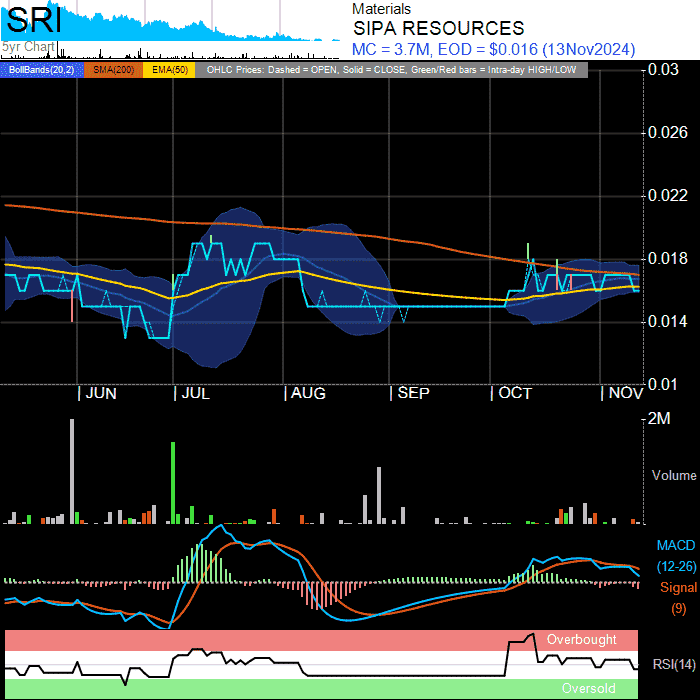 SRI
5yr Chart
Materials
SIPA RESOURCES
MC = 3.7M, EOD = $0.016 (13Nov2024)
BollBands(20,2) SMA(200) EMA(50) OHLC Prices: Dashed = OPEN, Solid = CLOSE, Green/Red bars = Intra-day HIGH/LOW
0.03
0.026
0.022
0.018
0.014
0.01
| JUN | JUL | AUG | SEP | OCT | NOV
2M
Volume
MACD
(12-26)
Signal
(9)
Overbought
RSI(14)
Oversold